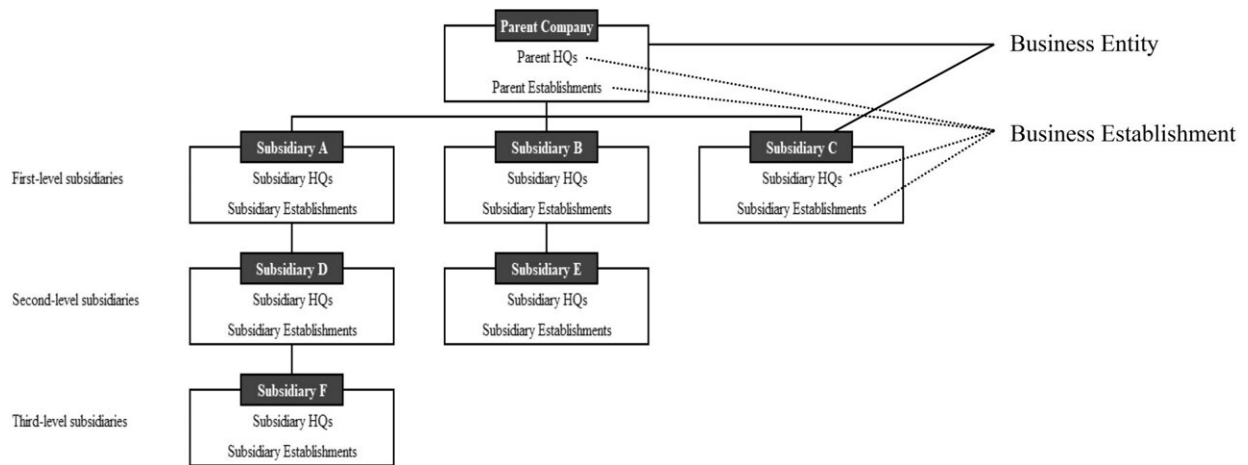 Parent Company
Parent HQs
Parent Establishments
Business Entity
Business Establishment
Subsidiary A
Subsidiary B
Subsidiary C
First-level subsidiaries
Subsidiary HQs
Subsidiary HQs
Subsidiary HQs
Subsidiary Establishments
Subsidiary Establishments
Subsidiary Establishments
Subsidiary D
Subsidiary E
Second-level subsidiaries
Subsidiary HQs
Subsidiary HQs
Subsidiary Establishments
Subsidiary Establishments
Subsidiary F
Third-level subsidiaries
Subsidiary HQs
Subsidiary Establishments